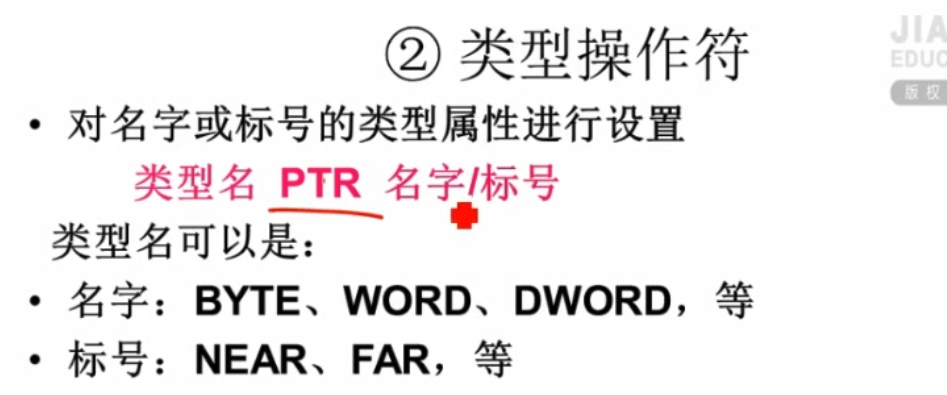 ② 类型操作符
JIA
EDUC
版权
• 对名字或标号的类型属性进行设置
类型名 PTR 名字/标号
类型名可以是：
• 名字：BYTE、WORD、DWORD，等
• 标号：NEAR、FAR，等